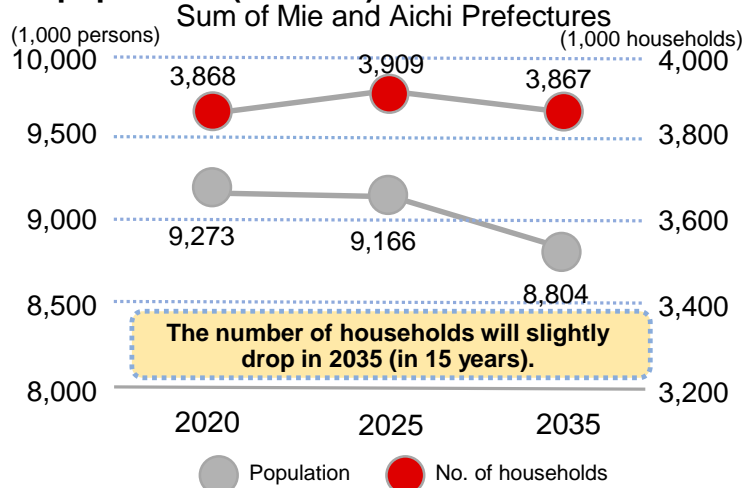 Sum of Mie and Aichi Prefectures
(1,000 persons)
(1,000 households)
10,000
4,000
3,868
3,909
3,867
9,500
3,800
9,000
3,600
9,273
9,166
8,804
8,500
3,400
The number of households will slightly
drop in 2035 (in 15 years).
8,000
3,200
2020
2025
2035
Population
No. of households